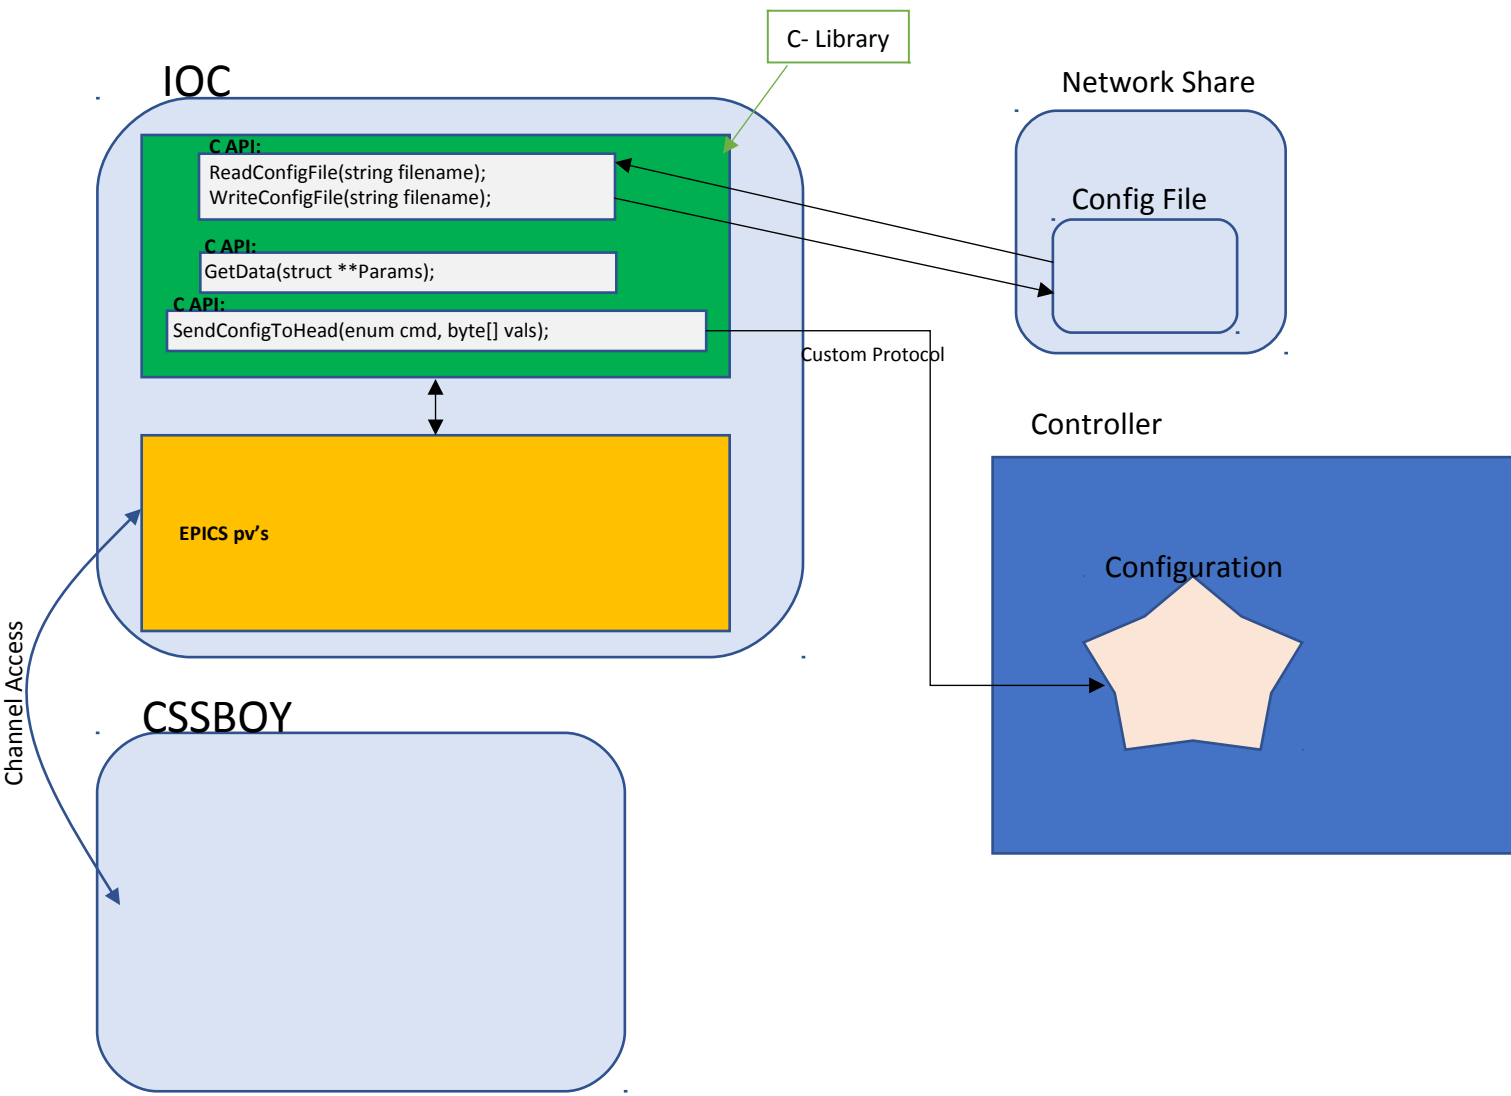 C- Library
IOC
Network Share
C API:
ReadConfigFile(string filename);
WriteConfigFile(string filename);
Config File
C API:
GetData(struct **Params);
C API:
SendConfigToHead(enum cmd, byte[] vals);
Custom Protocol
Controller
EPICS pv’s
Configuration
Channel Access
CSSBOY